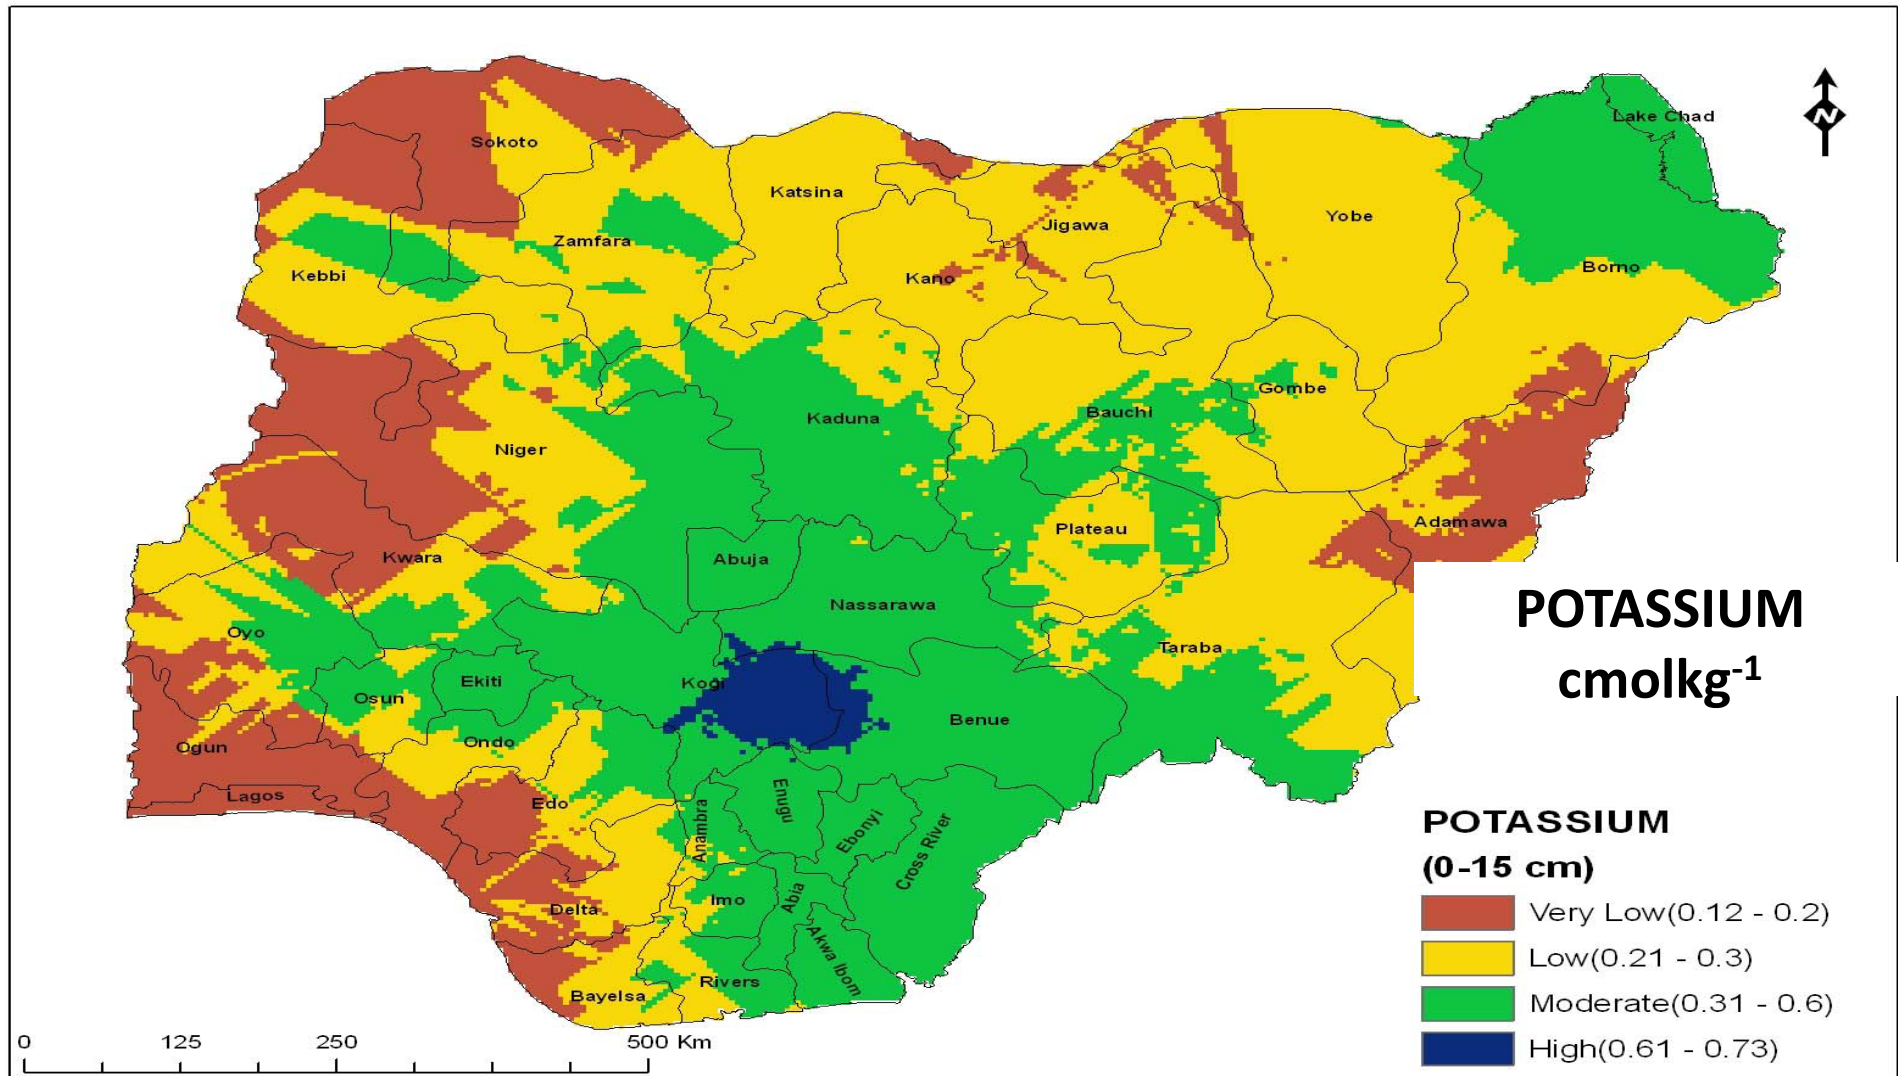 N
Lake Chad
Sokoto
Katsina
Yobe
Jigawa
Zamfara
Borno
Kebbi
Kano
Gombe
Bauchi
Kaduna
Niger
Adamawa
Plateau
Kwara
Abuja
Nassarawa
Oyo
Taraba
Kogi
Ekiti
Osun
Benue
Ondo
Ogun
Lagos
Edo
Enugu
Anambra
Ebonyi
Cross River
Imo
Abia
Delta
Akwa Ibom
Rivers
Bayelsa
POTASSIUM
cmolkg-1
POTASSIUM
(0-15 cm)
Very Low(0.12 - 0.2)
Low(0.21 - 0.3)
Moderate(0.31 - 0.6)
High(0.61 - 0.73)
0 125 250 500 Km